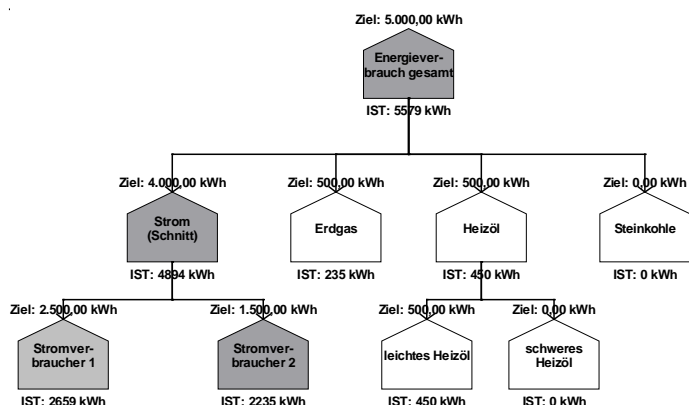 Ziel: 5.000,00 kWh
Energiever-
brauch gesamt
IST: 5579 kWh
Ziel: 4.000,00 kWh
Ziel: 500,00 kWh
Ziel: 500,00 kWh
Ziel: 0,00 kWh
Strom
(Schnitt)
Erdgas
Heizöl
Steinkohle
IST: 4894 kWh
IST: 235 kWh
IST: 450 kWh
IST: 0 kWh
Ziel: 2.500,00 kWh
Ziel: 1.500,00 kWh
Ziel: 500,00 kWh
Ziel: 0,00 kWh
Stromver-
braucher 1
Stromver-
braucher 2
leichtes Heizöl
schweres
Heizöl
IST: 2659 kWh
IST: 2235 kWh
IST: 450 kWh
IST: 0 kWh